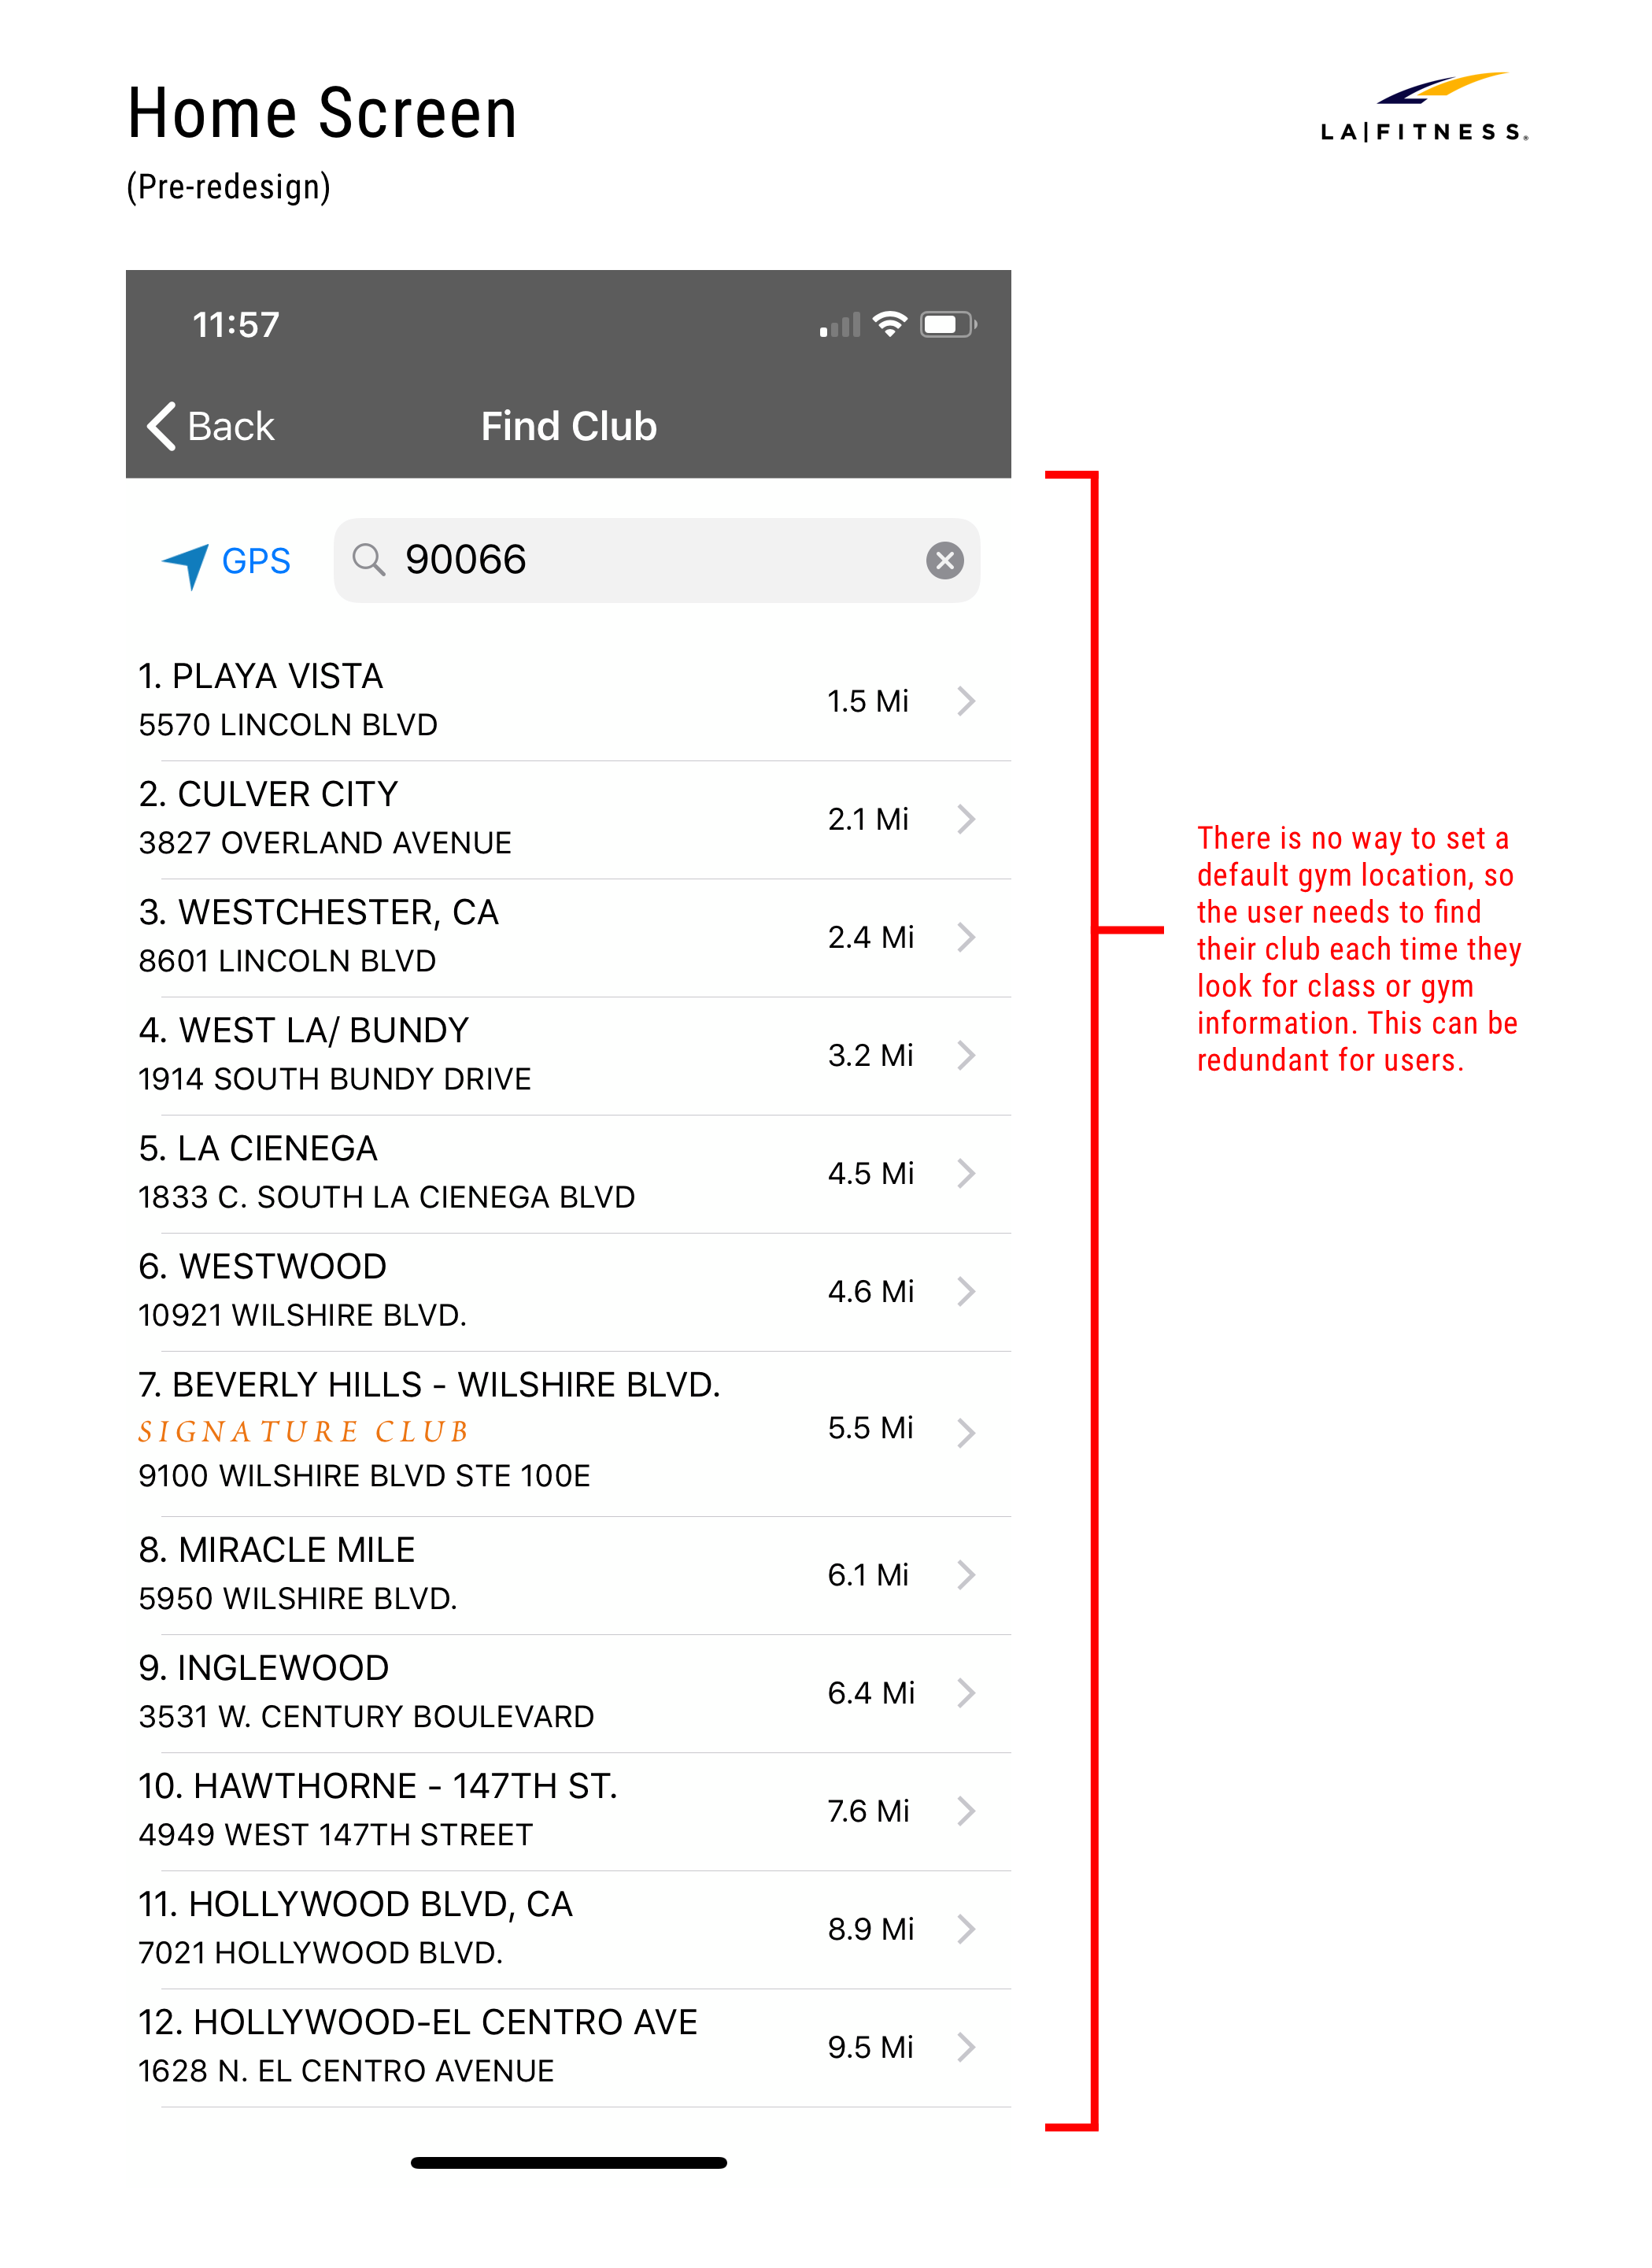 Home Screen
(Pre-redesign)
LA|FITNESS®
11:57
Back
Find Club
GPS
90066
1. PLAYA VISTA
5570 LINCOLN BLVD
1.5 Mi
2. CULVER CITY
3827 OVERLAND AVENUE
2.1 Mi
3. WESTCHESTER, CA
8601 LINCOLN BLVD
2.4 Mi
4. WEST LA/ BUNDY
1914 SOUTH BUNDY DRIVE
3.2 Mi
5. LA CIENEGA
1833 C. SOUTH LA CIENEGA BLVD
4.5 Mi
6. WESTWOOD
10921 WILSHIRE BLVD.
4.6 Mi
7. BEVERLY HILLS - WILSHIRE BLVD.
SIGNATURE CLUB
9100 WILSHIRE BLVD STE 100E
5.5 Mi
8. MIRACLE MILE
5950 WILSHIRE BLVD.
6.1 Mi
9. INGLEWOOD
3531 W. CENTURY BOULEVARD
6.4 Mi
10. HAWTHORNE - 147TH ST.
4949 WEST 147TH STREET
7.6 Mi
11. HOLLYWOOD BLVD, CA
7021 HOLLYWOOD BLVD.
8.9 Mi
12. HOLLYWOOD-EL CENTRO AVE
1628 N. EL CENTRO AVENUE
9.5 Mi
There is no way to set a
default gym location, so
the user needs to find
their club each time they
look for class or gym
information. This can be
redundant for users.